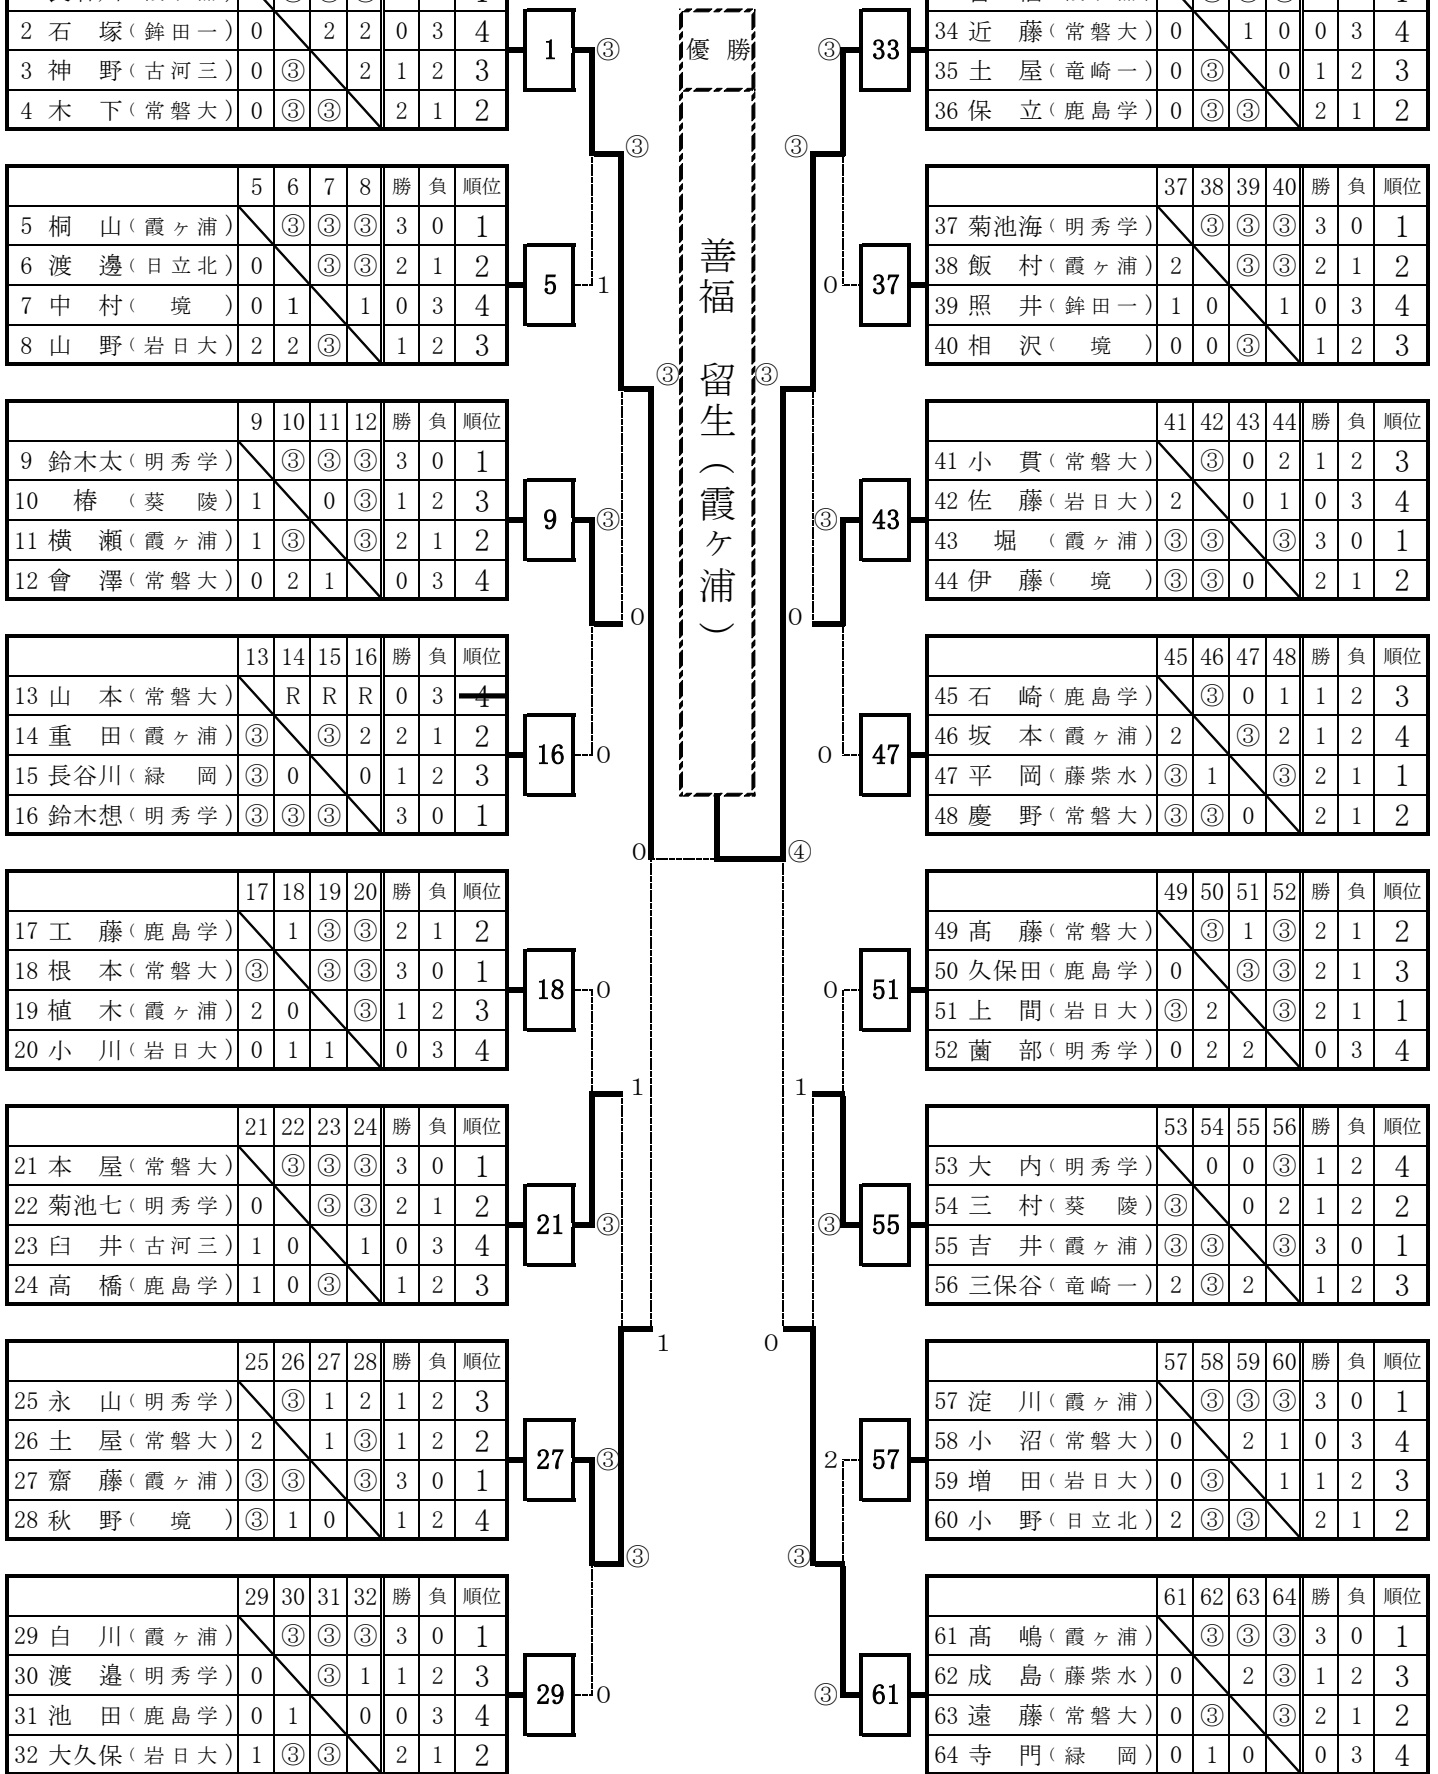 2 石 塚(鉾田一) 0 2 2 0 3 4
3 神 野(古河三) 0 ③ 2 1 2 3
4 木 下(常磐大) 0 ③ ③ 2 1 2
5 6 7 8 勝 負 順位
5 桐 山(霞ヶ浦) ③ ③ ③ 3 0 1
6 渡 邊(日立北) 0 ③ ③ 2 1 2
7 中 村( 境 ) 0 1 1 0 3 4
8 山 野(岩日大) 2 2 ③ 1 2 3
9 10 11 12 勝 負 順位
9 鈴木太(明秀学) ③ ③ ③ 3 0 1
10 椿 (葵 陵) 1 0 ③ 1 2 3
11 横 瀬(霞ヶ浦) 1 ③ ③ 2 1 2
12 會 澤(常磐大) 0 2 1 0 3 4
13 14 15 16 勝 負 順位
13 山 本(常磐大) R R R 0 3 4
14 重 田(霞ヶ浦) ③ ③ 2 2 1 2
15 長谷川(緑 岡) ③ 0 0 1 2 3
16 鈴木想(明秀学) ③ ③ ③ 3 0 1
17 18 19 20 勝 負 順位
17 工 藤(鹿島学) 1 ③ ③ 2 1 2
18 根 本(常磐大) ③ ③ ③ 3 0 1
19 植 木(霞ヶ浦) 2 0 ③ 1 2 3
20 小 川(岩日大) 0 1 1 0 3 4
21 22 23 24 勝 負 順位
21 本 屋(常磐大) ③ ③ ③ 3 0 1
22 菊池七(明秀学) 0 ③ ③ 2 1 2
23 臼 井(古河三) 1 0 1 0 3 4
24 高 橋(鹿島学) 1 0 ③ 1 2 3
25 26 27 28 勝 負 順位
25 永 山(明秀学) ③ 1 2 1 2 3
26 土 屋(常磐大) 2 1 ③ 1 2 2
27 齋 藤(霞ヶ浦) ③ ③ ③ 3 0 1
28 秋 野( 境 ) ③ 1 0 1 2 4
29 30 31 32 勝 負 順位
29 白 川(霞ヶ浦) ③ ③ ③ 3 0 1
30 渡 邉(明秀学) 0 ③ 1 1 2 3
31 池 田(鹿島学) 0 1 0 0 3 4
32 大久保(岩日大) 1 ③ ③ 2 1 2
1 ③
③
5 1
③
9 ③
0
16 0
0
18 0
1
21 ③
1
27 ③
③
29 0
優 勝
善福 留生(霞ヶ浦)
③ 33
③
0 37
③
③ 43
0
0 47
④
0 51
1
③ 55
0
2 57
③
③ 61
34 近 藤(常磐大) 0 1 0 0 3 4
35 土 屋(竜崎一) 0 ③ 0 1 2 3
36 保 立(鹿島学) 0 ③ ③ 2 1 2
37 38 39 40 勝 負 順位
37 菊池海(明秀学) ③ ③ ③ 3 0 1
38 飯 村(霞ヶ浦) 2 ③ ③ 2 1 2
39 照 井(鉾田一) 1 0 1 0 3 4
40 相 沢( 境 ) 0 0 ③ 1 2 3
41 42 43 44 勝 負 順位
41 小 貫(常磐大) ③ 0 2 1 2 3
42 佐 藤(岩日大) 2 0 1 0 3 4
43 堀 (霞ヶ浦) ③ ③ ③ 3 0 1
44 伊 藤( 境 ) ③ ③ 0 2 1 2
45 46 47 48 勝 負 順位
45 石 崎(鹿島学) ③ 0 1 1 2 3
46 坂 本(霞ヶ浦) 2 ③ 2 1 2 4
47 平 岡(藤紫水) ③ 1 ③ 2 1 1
48 慶 野(常磐大) ③ ③ 0 2 1 2
49 50 51 52 勝 負 順位
49 髙 藤(常磐大) ③ 1 ③ 2 1 2
50 久保田(鹿島学) 0 ③ ③ 2 1 3
51 上 間(岩日大) ③ 2 ③ 2 1 1
52 薗 部(明秀学) 0 2 2 0 3 4
53 54 55 56 勝 負 順位
53 大 内(明秀学) 0 0 ③ 1 2 4
54 三 村(葵 陵) ③ 0 2 1 2 2
55 吉 井(霞ヶ浦) ③ ③ ③ 3 0 1
56 三保谷(竜崎一) 2 ③ 2 1 2 3
57 58 59 60 勝 負 順位
57 淀 川(霞ヶ浦) ③ ③ ③ 3 0 1
58 小 沼(常磐大) 0 2 1 0 3 4
59 増 田(岩日大) 0 ③ 1 1 2 3
60 小 野(日立北) 2 ③ ③ 2 1 2
61 62 63 64 勝 負 順位
61 髙 嶋(霞ヶ浦) ③ ③ ③ 3 0 1
62 成 島(藤紫水) 0 2 ③ 1 2 3
63 遠 藤(常磐大) 0 ③ ③ 2 1 2
64 寺 門(緑 岡) 0 1 0 0 3 4